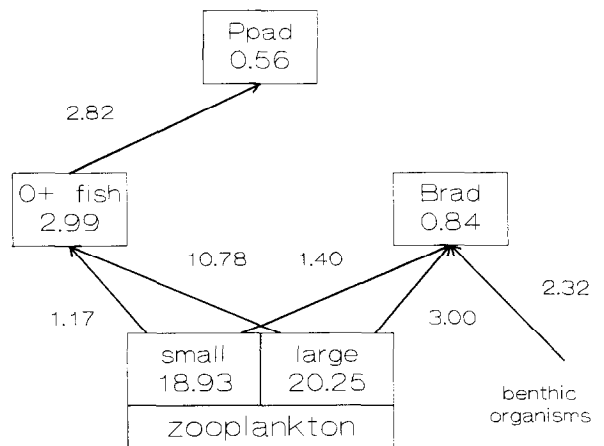 Ppad
0.56
2.82
0+ fish
2.99
Brad
0.84
10.78
1.40
2.32
1.17
3.00
small
18.93
large
20.25
benthic
organisms
zooplankton